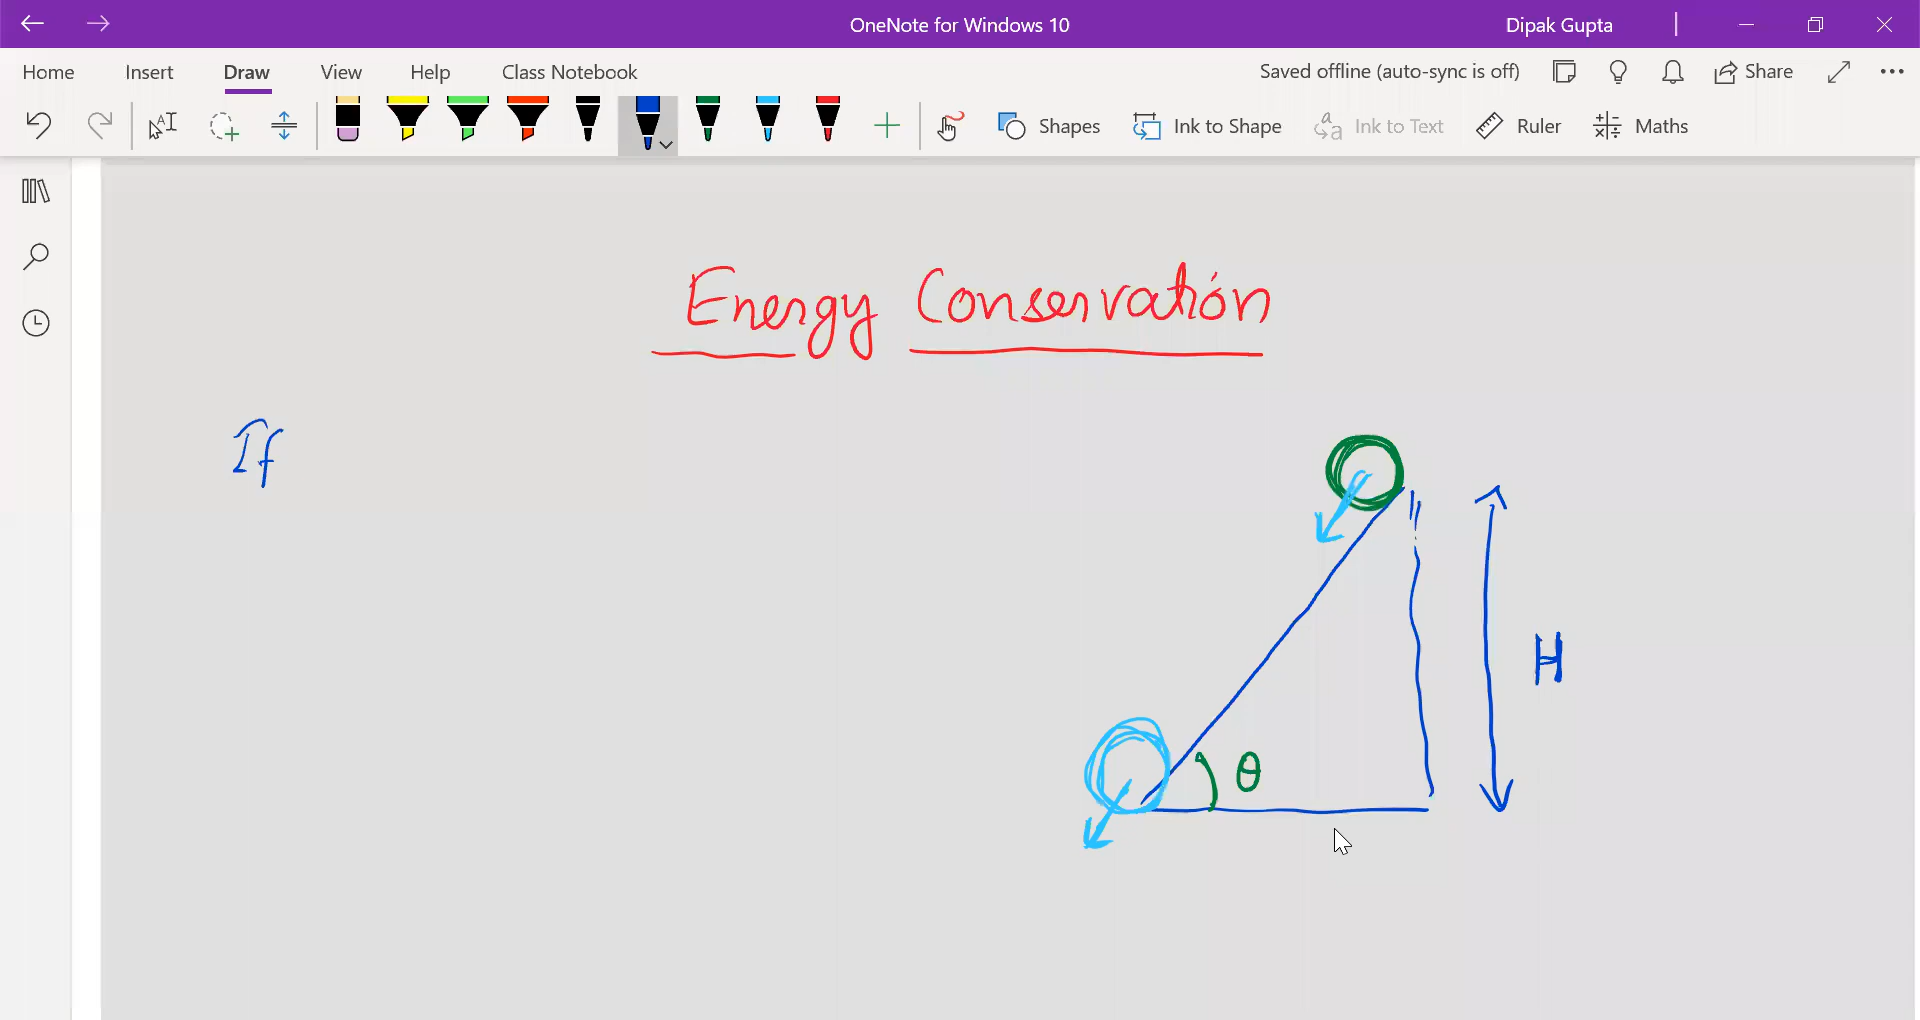 OneNote for Windows 10
Dipak Gupta
Home Insert Draw View Help Class Notebook
Saved offline (auto-sync is off)
Share
Shapes
Ink to Shape
Ink to Text
Ruler
Maths
Energy Conservation
If
H
θ